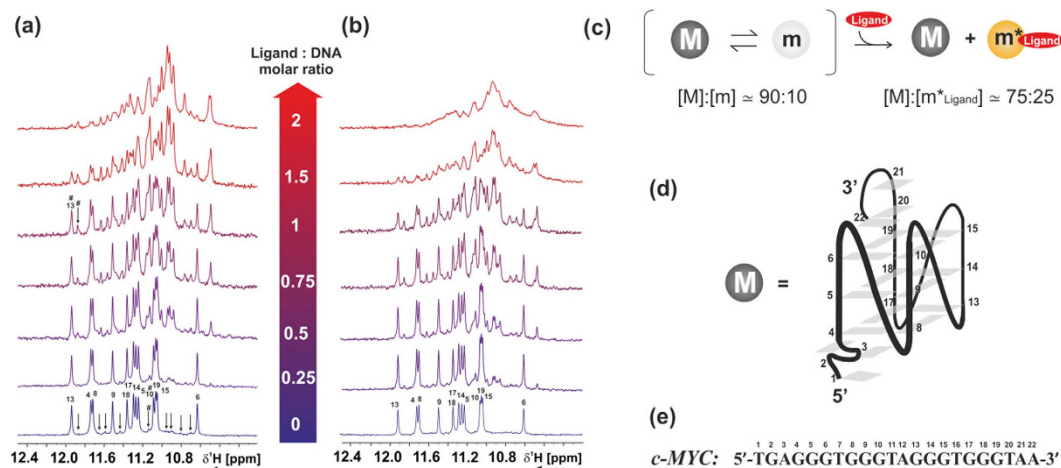 (a)
Ligand : DNA
molar ratio
2
1.5
1
0.75
0.5
0.25
0
#
13
#
13
4 8
9
18
17 14 5
#
10
19
15
6
12.4 12.0 11.6 11.2 10.8
δ¹H [ppm]
(b)
13
4 8
9
18
17 14 5
10
19
15
6
12.4 12.0 11.6 11.2 10.8
δ¹H [ppm]
(c)
M
m
Ligand
M
+
m*
Ligand
[M]:[m] ≃ 90:10
[M]:[m*Ligand] ≃ 75:25
(d)
M =
3'
21
20
22
19
18
6
5
4
3
2
1
5'
17
10
9
8
15
14
13
(e)
1 2 3 4 5 6 7 8 9 10 11 12 13 14 15 16 17 18 19 20 21 22
c-MYC: 5'-TGAGGGTGGGTAGGGTGGGTAA-3'